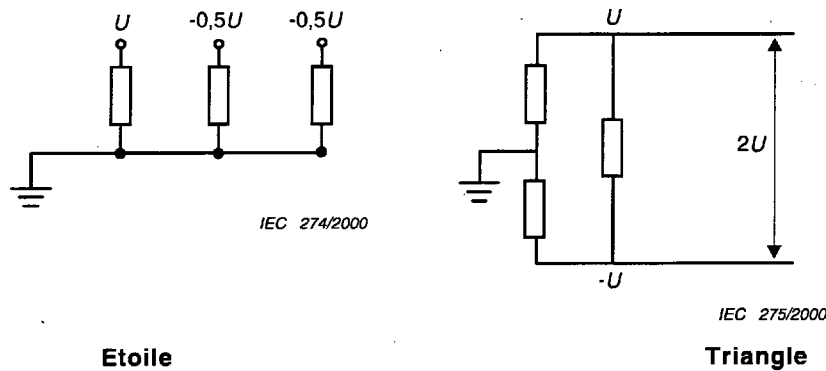 U -0,5U -0,5U
IEC 274/2000
Etoile
U
2U
-U
IEC 275/2000
Triangle